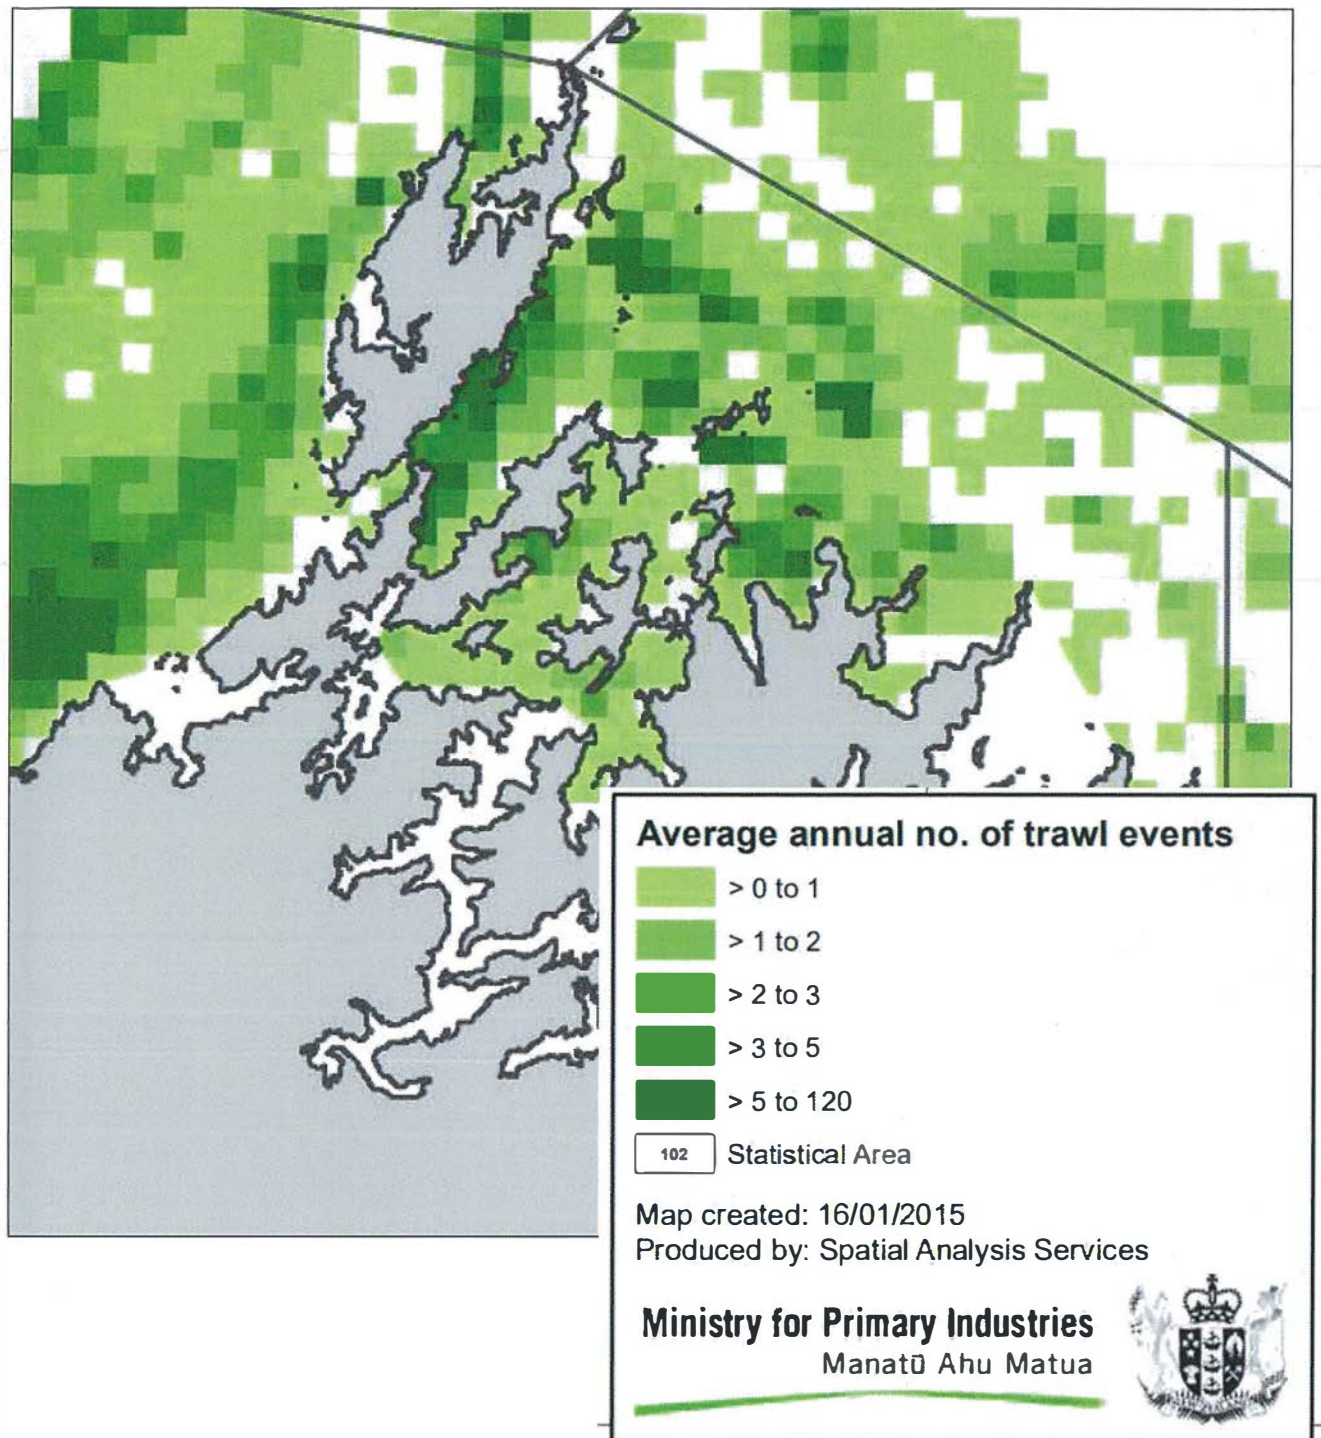 Average annual no. of trawl events
> 0 to 1
> 1 to 2
> 2 to 3
> 3 to 5
> 5 to 120
102 Statistical Area
Map created: 16/01/2015
Produced by: Spatial Analysis Services
Ministry for Primary Industries
Manatū Ahu Matua